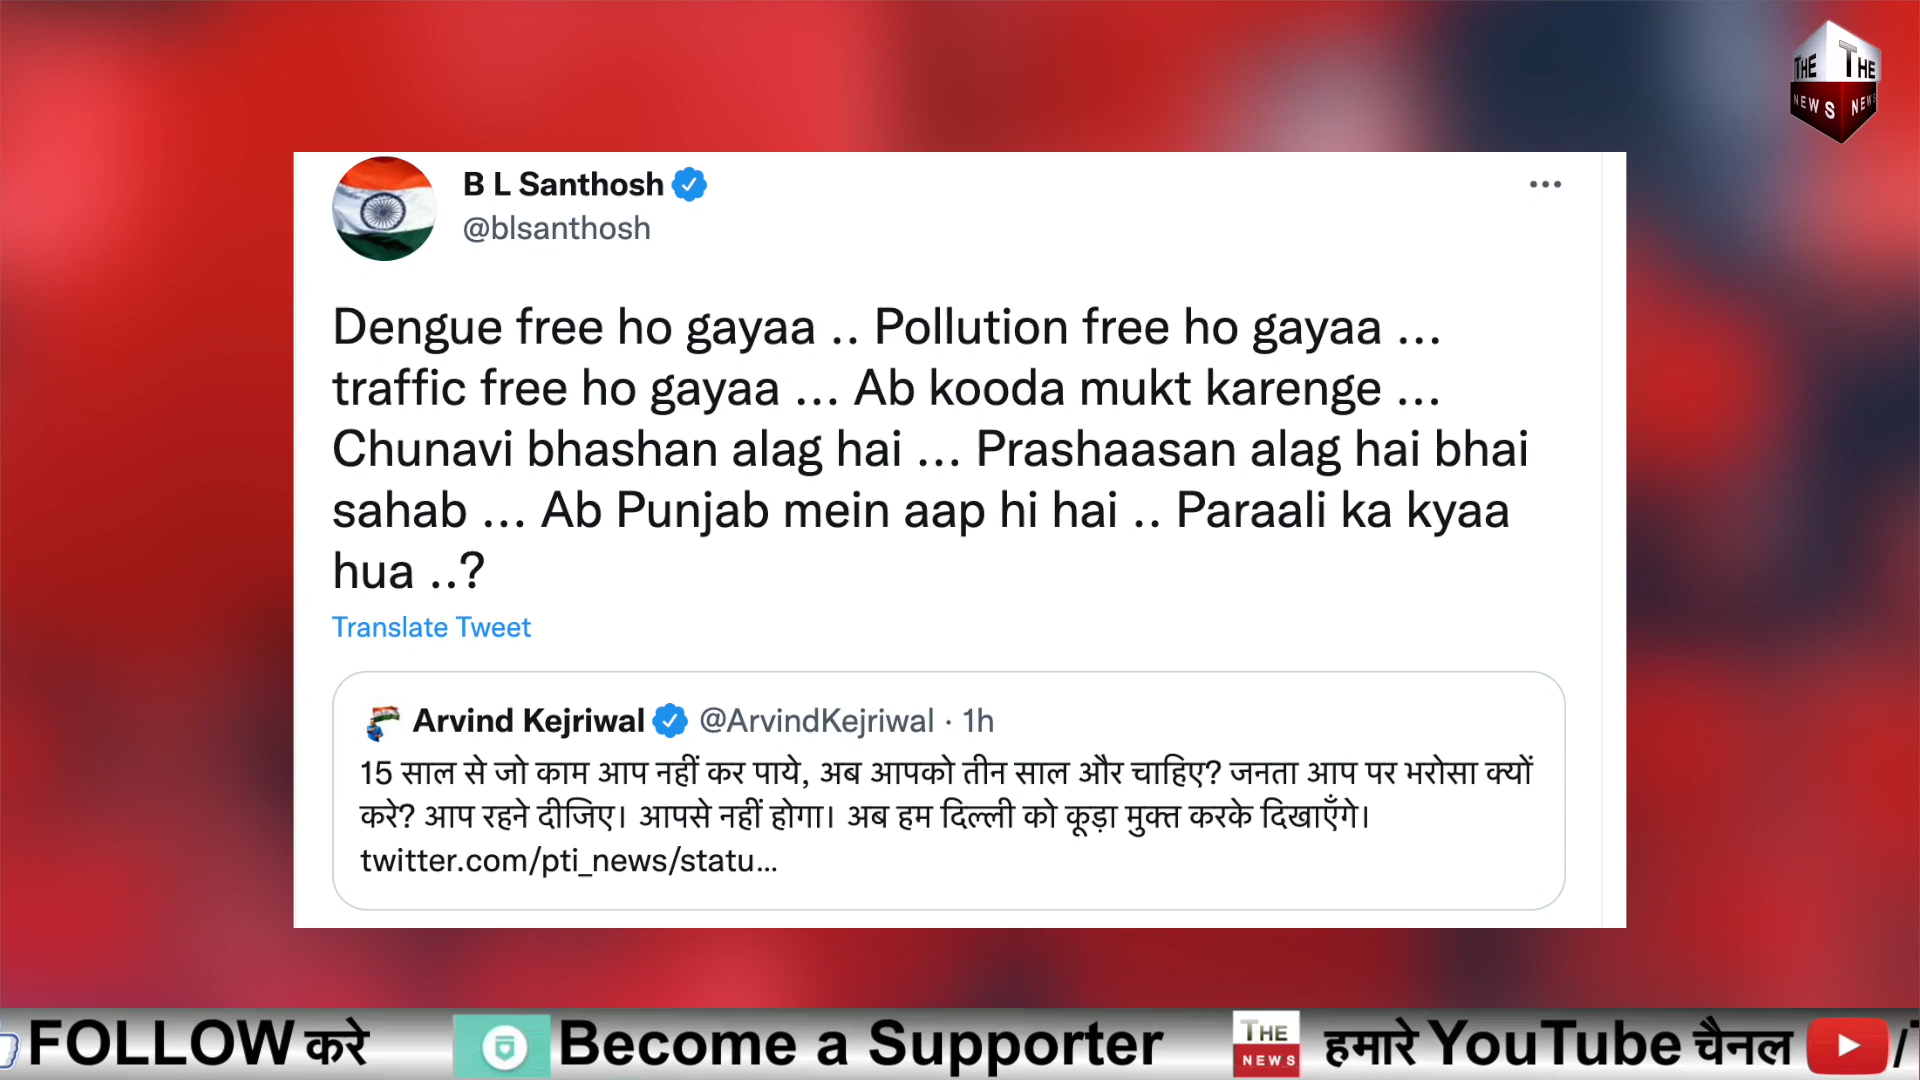 THE THE
NEWS NEWS
B L Santhosh
@blsanthosh
Dengue free ho gayaa .. Pollution free ho gayaa ...
traffic free ho gayaa ... Ab kooda mukt karenge ...
Chunavi bhashan alag hai ... Prashaasan alag hai bhai
sahab ... Ab Punjab mein aap hi hai .. Paraali ka kyaa
hua ..?
Translate Tweet
Arvind Kejriwal @ArvindKejriwal · 1h
15 साल से जो काम आप नहीं कर पाये, अब आपको तीन साल और चाहिए? जनता आप पर भरोसा क्यों
करे? आप रहने दीजिए। आपसे नहीं होगा। अब हम दिल्ली को कूड़ा मुक्त करके दिखाएँगे।
twitter.com/pti_news/statu...
FOLLOW करे Become a Supporter THE NEWS हमारे YouTube चैनल